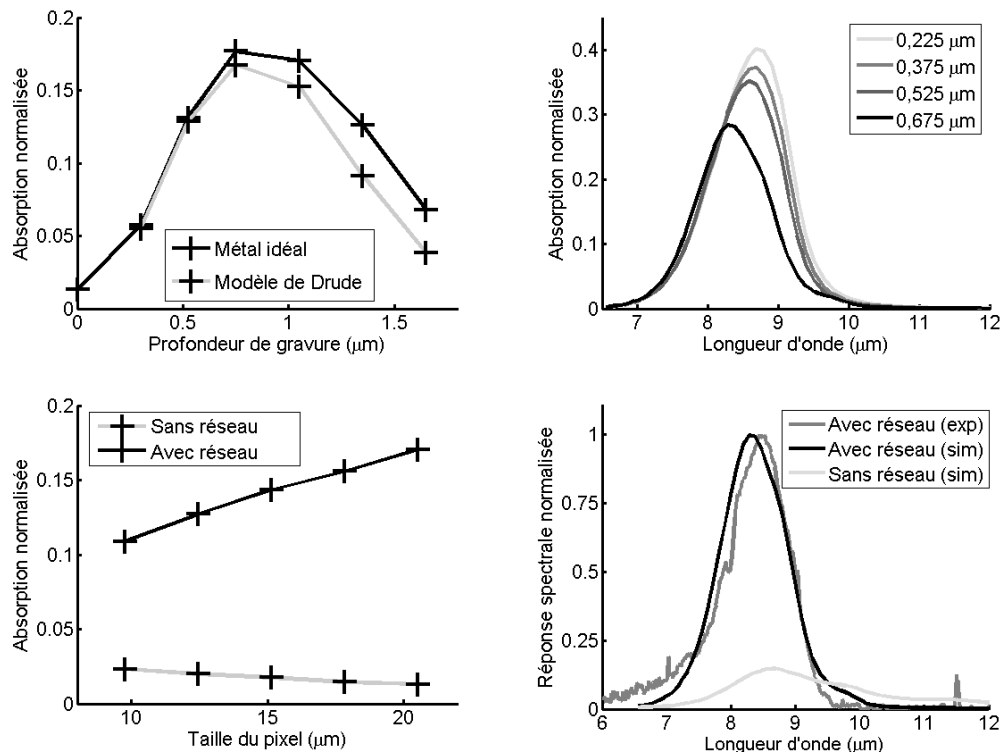 0.2
0.15
0.1
0.05
0
Absorption normalisée
Métal idéal
Modèle de Drude
0
0.5
1
1.5
Profondeur de gravure (μm)
0.4
0.3
0.2
0.1
0
Absorption normalisée
0,225 μm
0,375 μm
0,525 μm
0,675 μm
7
8
9
10
11
12
Longueur d'onde (μm)
0.2
0.15
0.1
0.05
0
Absorption normalisée
Sans réseau
Avec réseau
10
15
20
Taille du pixel (μm)
1
0.75
0.5
0.25
0
Réponse spectrale normalisée
Avec réseau (exp)
Avec réseau (sim)
Sans réseau (sim)
6
7
8
9
10
11
12
Longueur d'onde (μm)